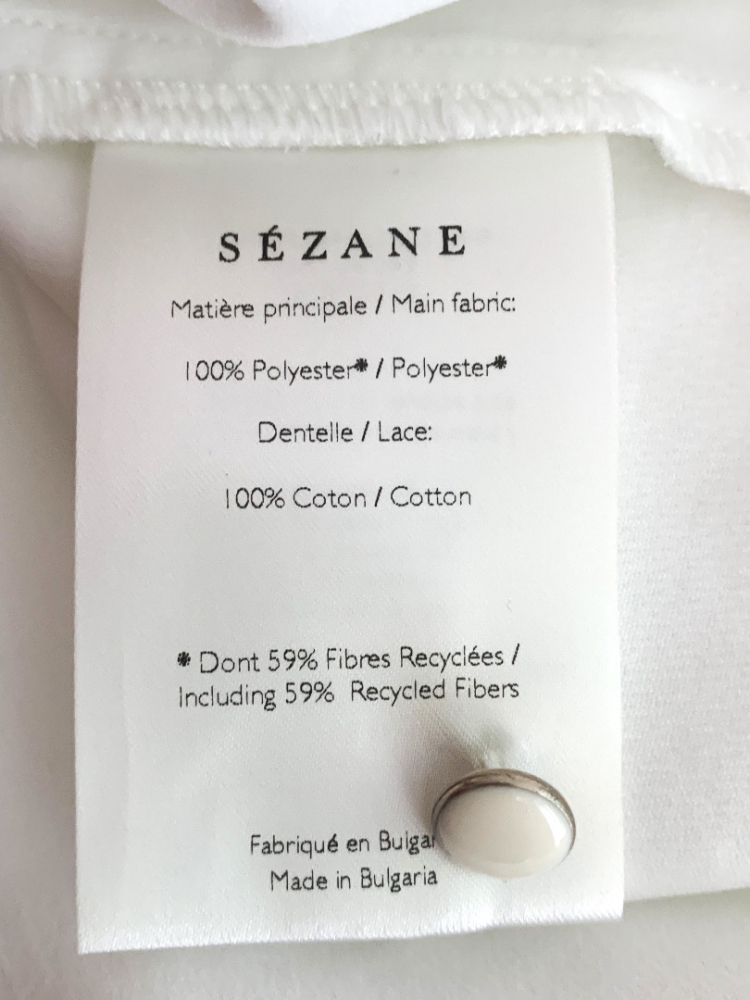 SÉZANE
Matière principale / Main fabric:
100% Polyester* / Polyester*
Dentelle / Lace:
100% Coton / Cotton
* Dont 59% Fibres Recyclées /
Including 59% Recycled Fibers
Fabriqué en
Made in Bulgaria